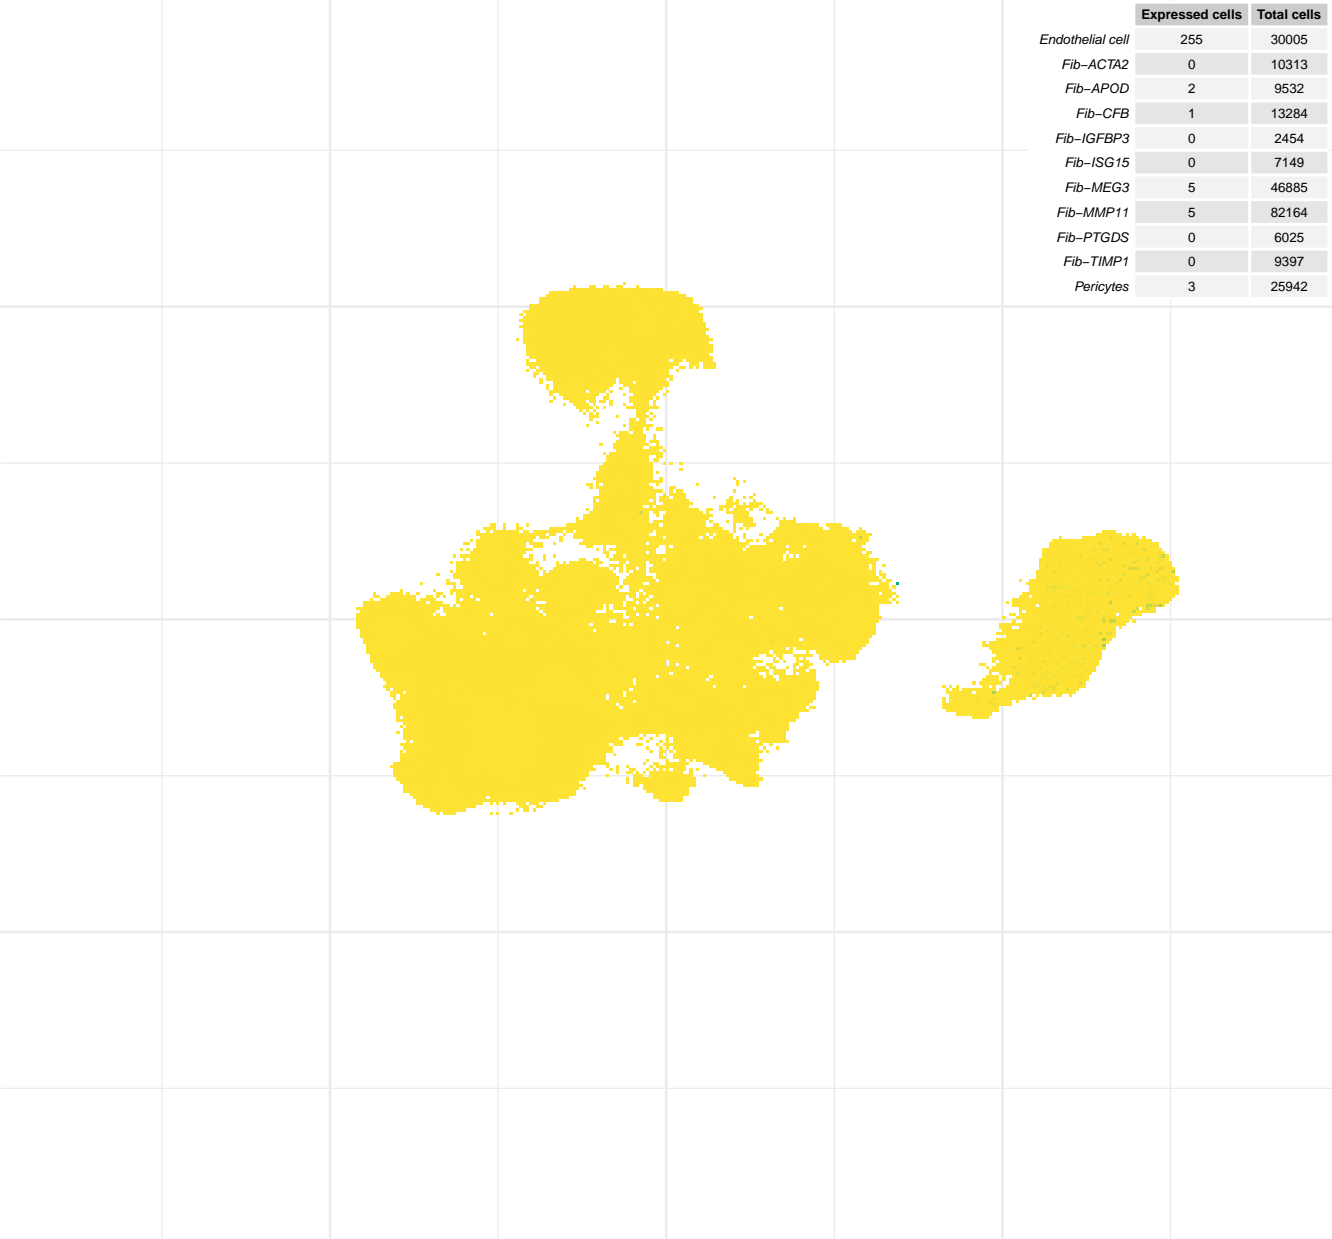 Expressed cells Total cells
Endothelial cell 255 30005
Fib−ACTA2 0 10313
Fib−APOD 2 9532
Fib−CFB 1 13284
Fib−IGFBP3 0 2454
Fib−ISG15 0 7149
Fib−MEG3 5 46885
Fib−MMP11 5 82164
Fib−PTGDS 0 6025
Fib−TIMP1 0 9397
Pericytes 3 25942